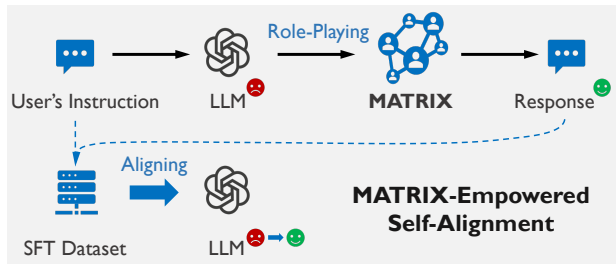 Role-Playing
User's Instruction
LLM
MATRIX
Response
Aligning
MATRIX-Empowered
Self-Alignment
SFT Dataset
LLM